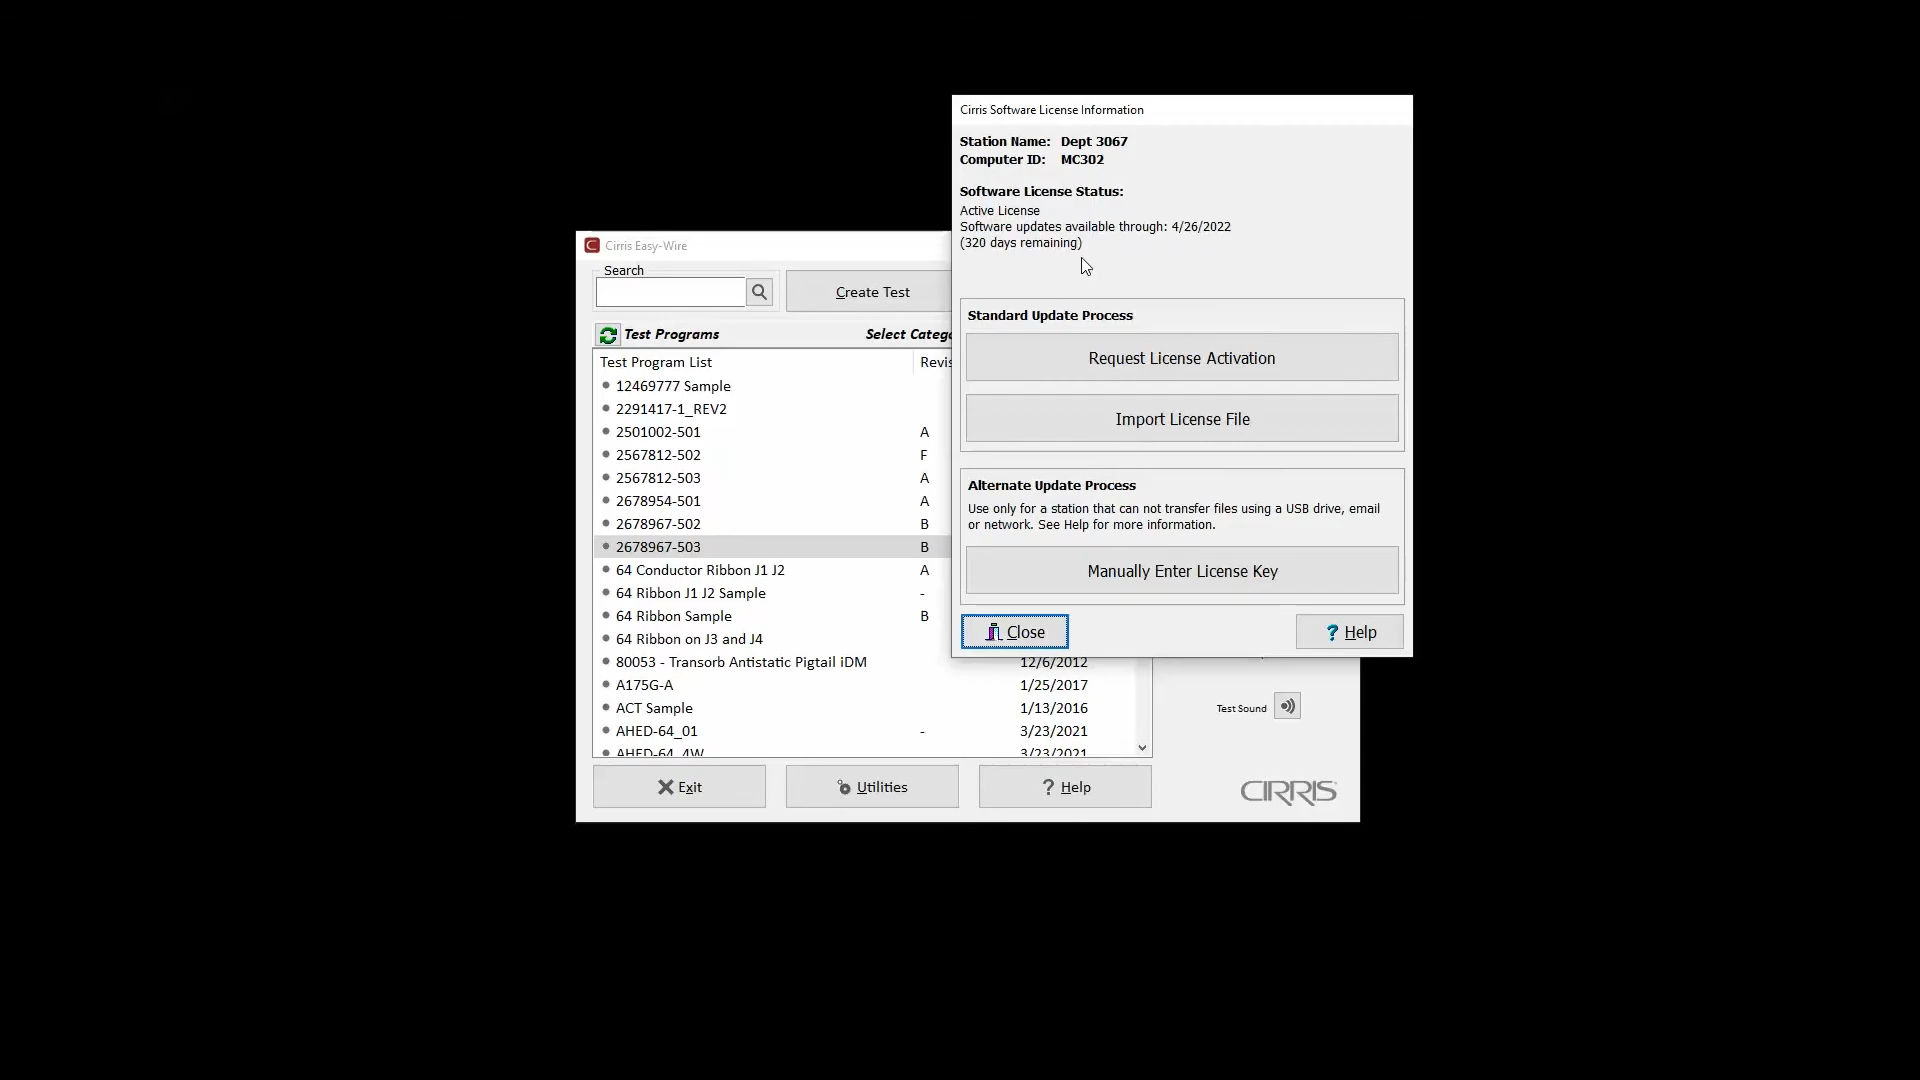 Cirris Software License Information
Station Name: Dept 3067
Computer ID: MC302
Software License Status:
Active License
Software updates available through: 4/26/2022
(320 days remaining)
Standard Update Process
Request License Activation
Import License File
Alternate Update Process
Use only for a station that can not transfer files using a USB drive, email
or network. See Help for more information.
Manually Enter License Key
Close
? Help
Cirris Easy-Wire
Search
Create Test
Test Programs
Select Catego
Test Program List Revis
12469777 Sample
2291417-1_REV2
2501002-501 A
2567812-502 F
2567812-503 A
2678954-501 A
2678967-502 B
2678967-503 B
64 Conductor Ribbon J1 J2 A
64 Ribbon J1 J2 Sample -
64 Ribbon Sample B
64 Ribbon on J3 and J4
80053 - Transorb Antistatic Pigtail iDM 12/6/2012
A175G-A 1/25/2017
ACT Sample 1/13/2016
AHED-64_01 - 3/23/2021
AHED-64_4W 3/23/2021
Test Sound
Exit
Utilities
? Help
CIRRIS